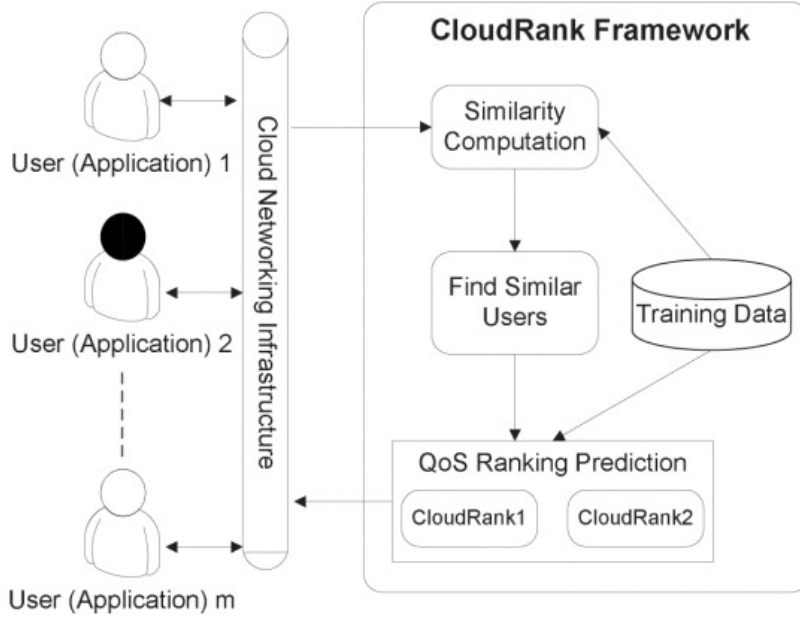 CloudRank Framework
User (Application) 1
User (Application) 2
User (Application) m
Cloud Networking Infrastructure
Similarity
Computation
Find Similar
Users
Training Data
QoS Ranking Prediction
CloudRank1
CloudRank2